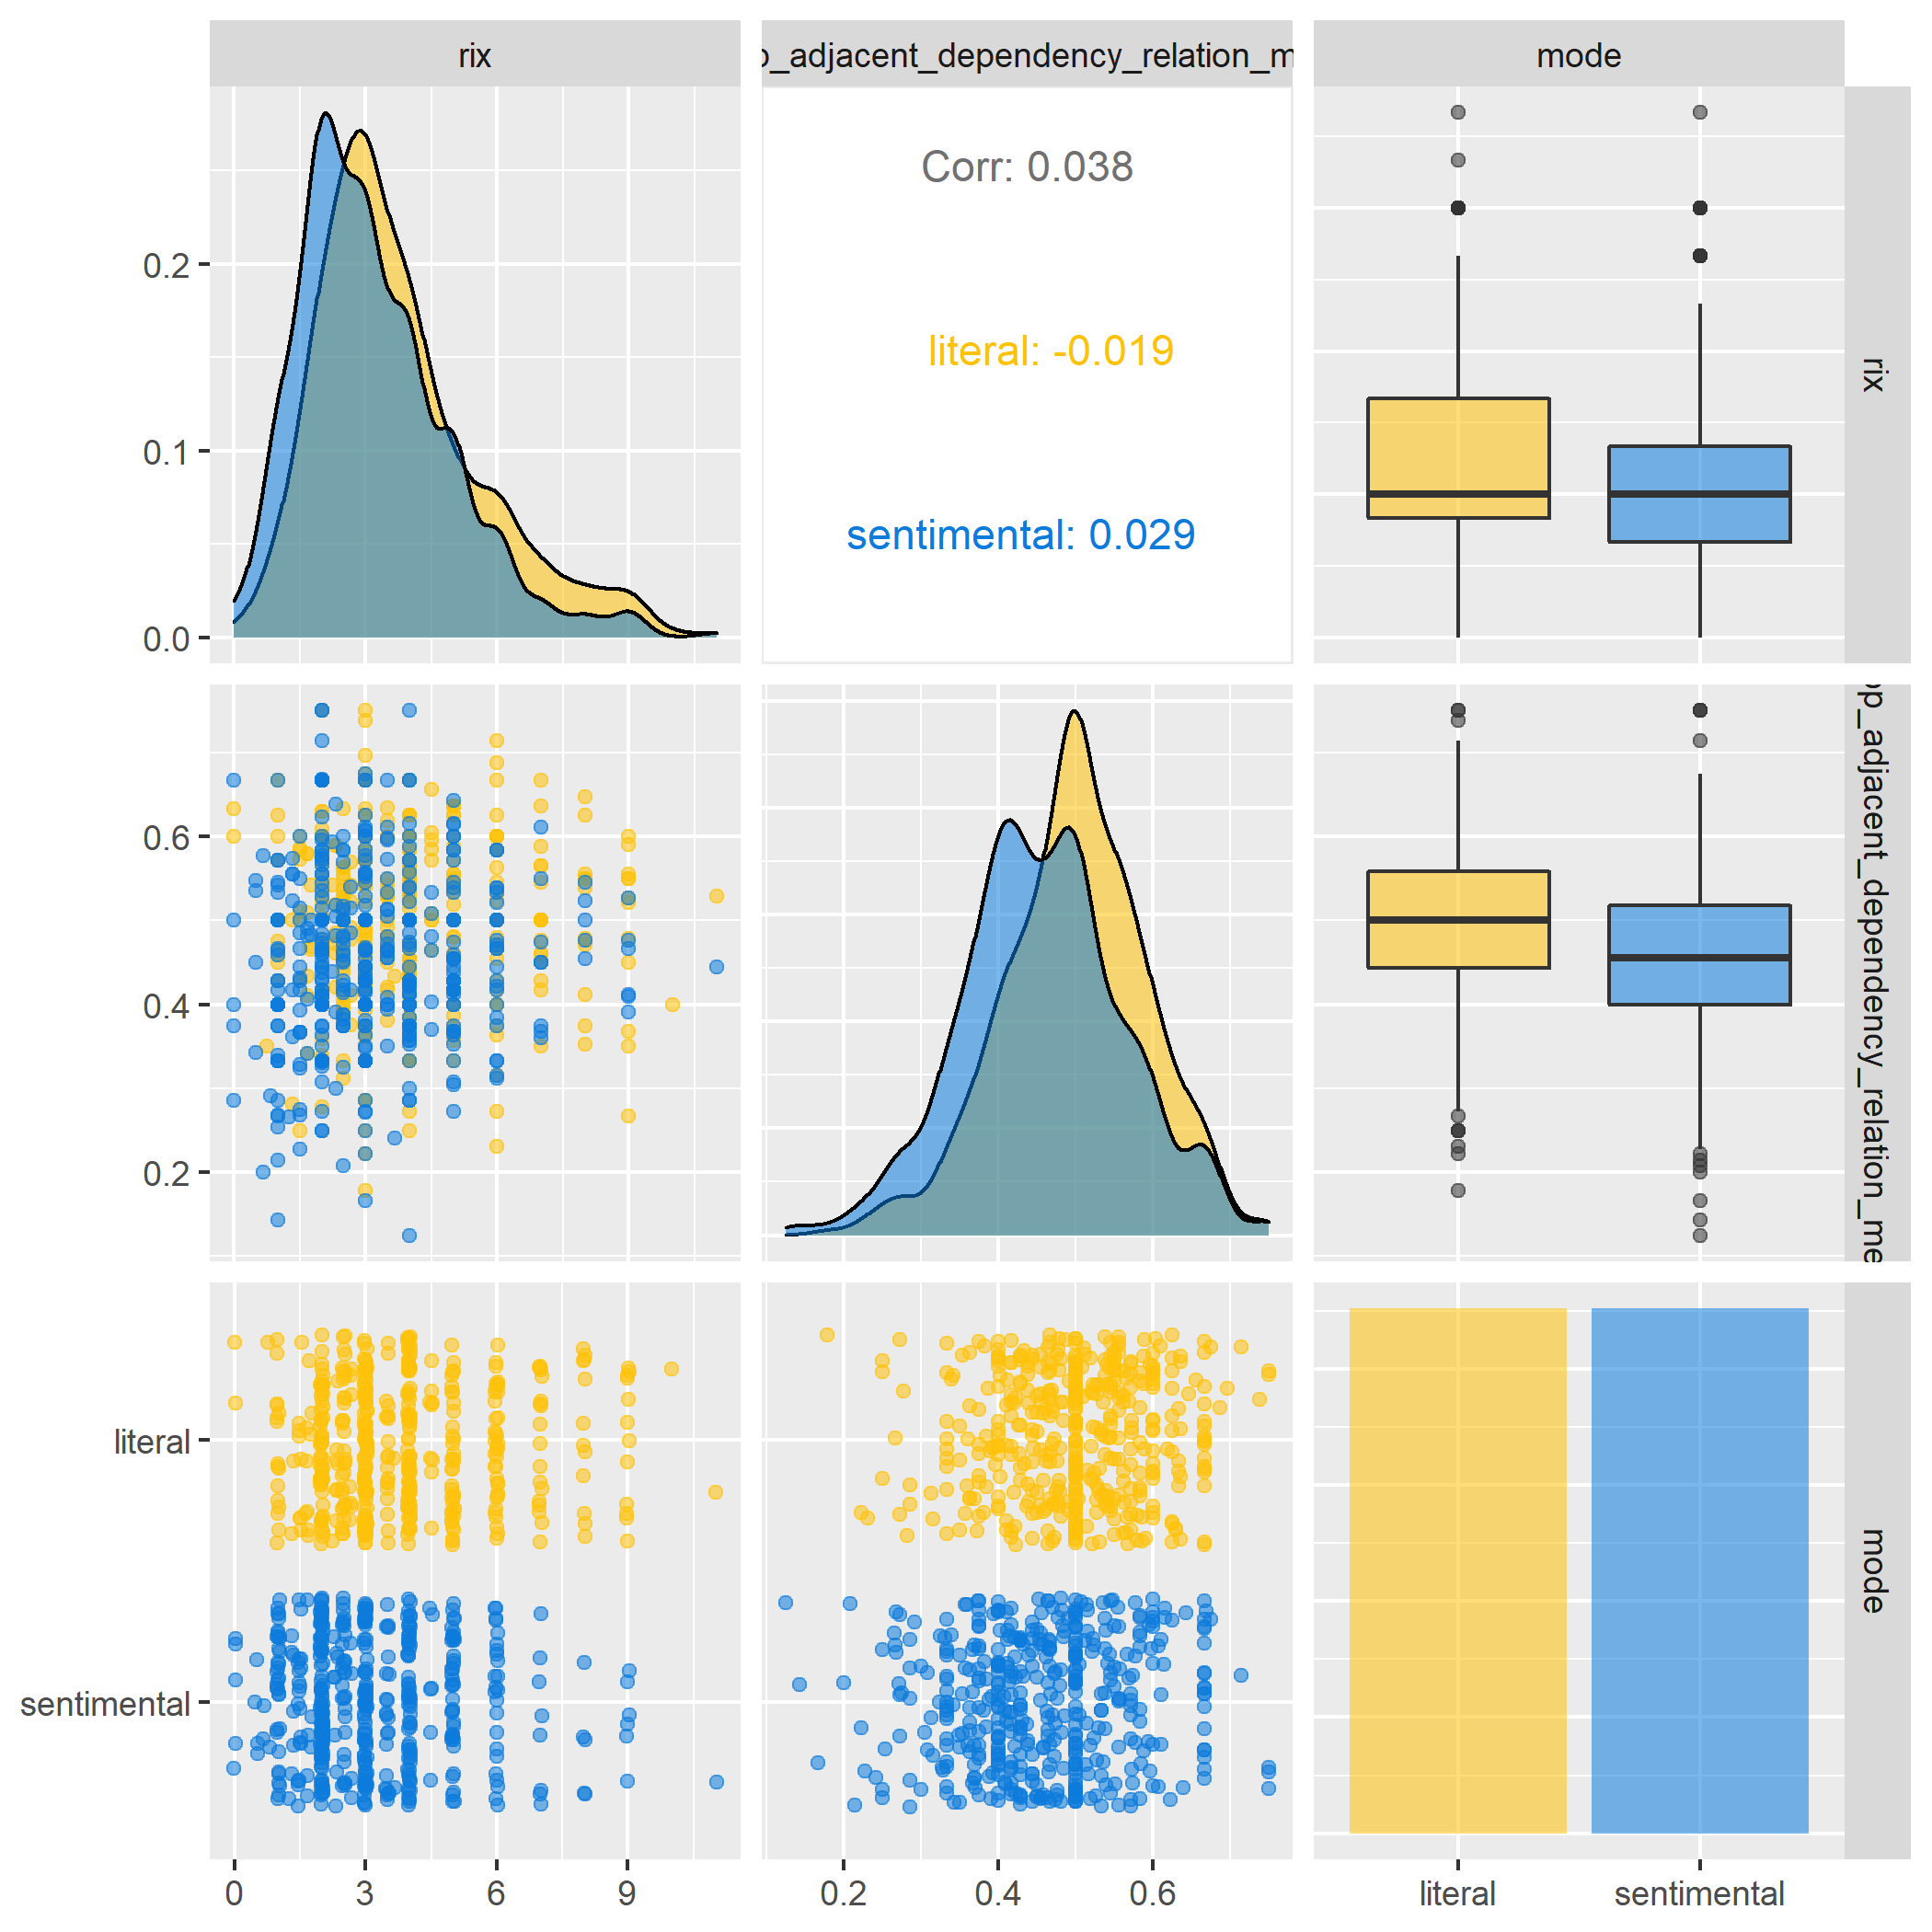 rix
p_adjacent_dependency_relation_m
mode
0.2
0.1
0.0
Corr: 0.038
literal: -0.019
sentimental: 0.029
rix
0.6
0.4
0.2
op_adjacent_dependency_relation_me
literal
sentimental
mode
0
3
6
9
0.2
0.4
0.6
literal
sentimental